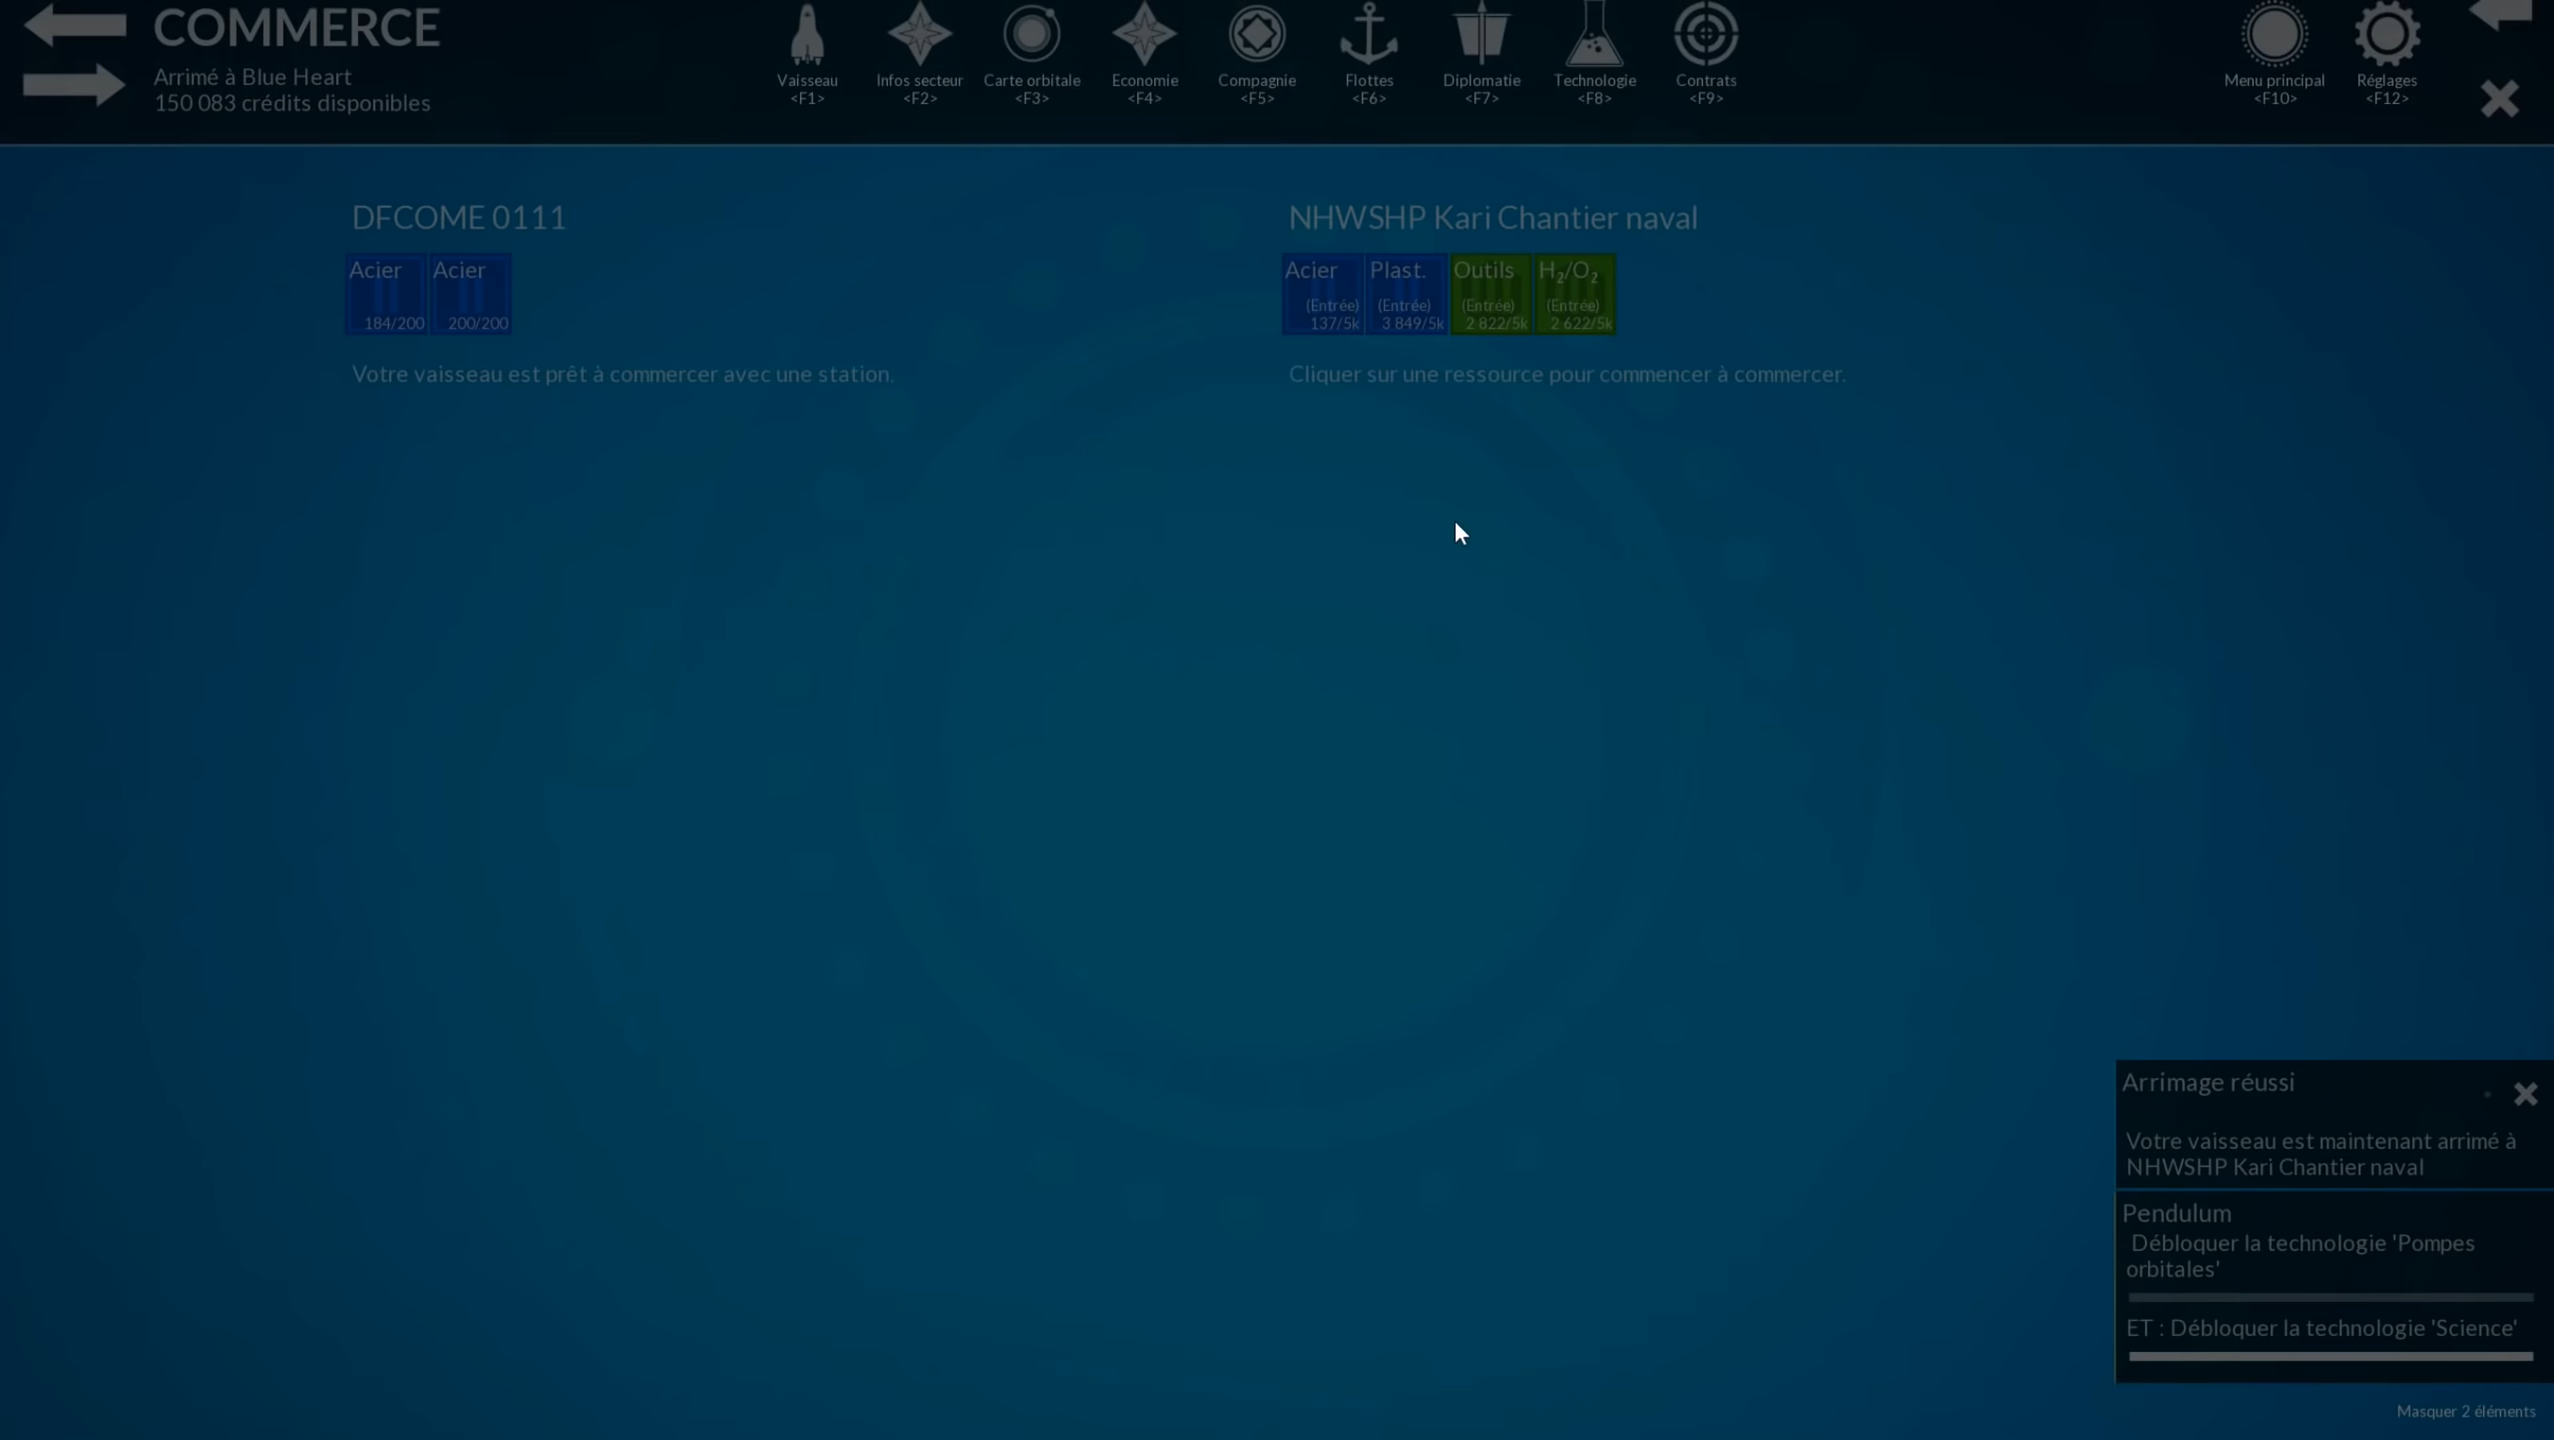 COMMERCE
Arrimé à Blue Heart
150 083 crédits disponibles
Vaisseau
<F1>
Infos secteur
<F2>
Carte orbitale
<F3>
Economie
<F4>
Compagnie
<F5>
Flottes
<F6>
Diplomatie
<F7>
Technologie
<F8>
Contrats
<F9>
Menu principal
<F10>
Réglages
<F12>
DFCOME 0111
Acier
184/200
Acier
200/200
Votre vaisseau est prêt à commercer avec une station.
NHWSHP Kari Chantier naval
Acier
(Entrée)
137/5k
Plast.
(Entrée)
3 849/5k
Outils
(Entrée)
2 822/5k
H₂/O₂
(Entrée)
2 622/5k
Cliquer sur une ressource pour commencer à commercer.
Arrimage réussi
Votre vaisseau est maintenant arrimé à
NHWSHP Kari Chantier naval
Pendulum
Débloquer la technologie 'Pompes
orbitales'
ET : Débloquer la technologie 'Science'
Masquer 2 éléments